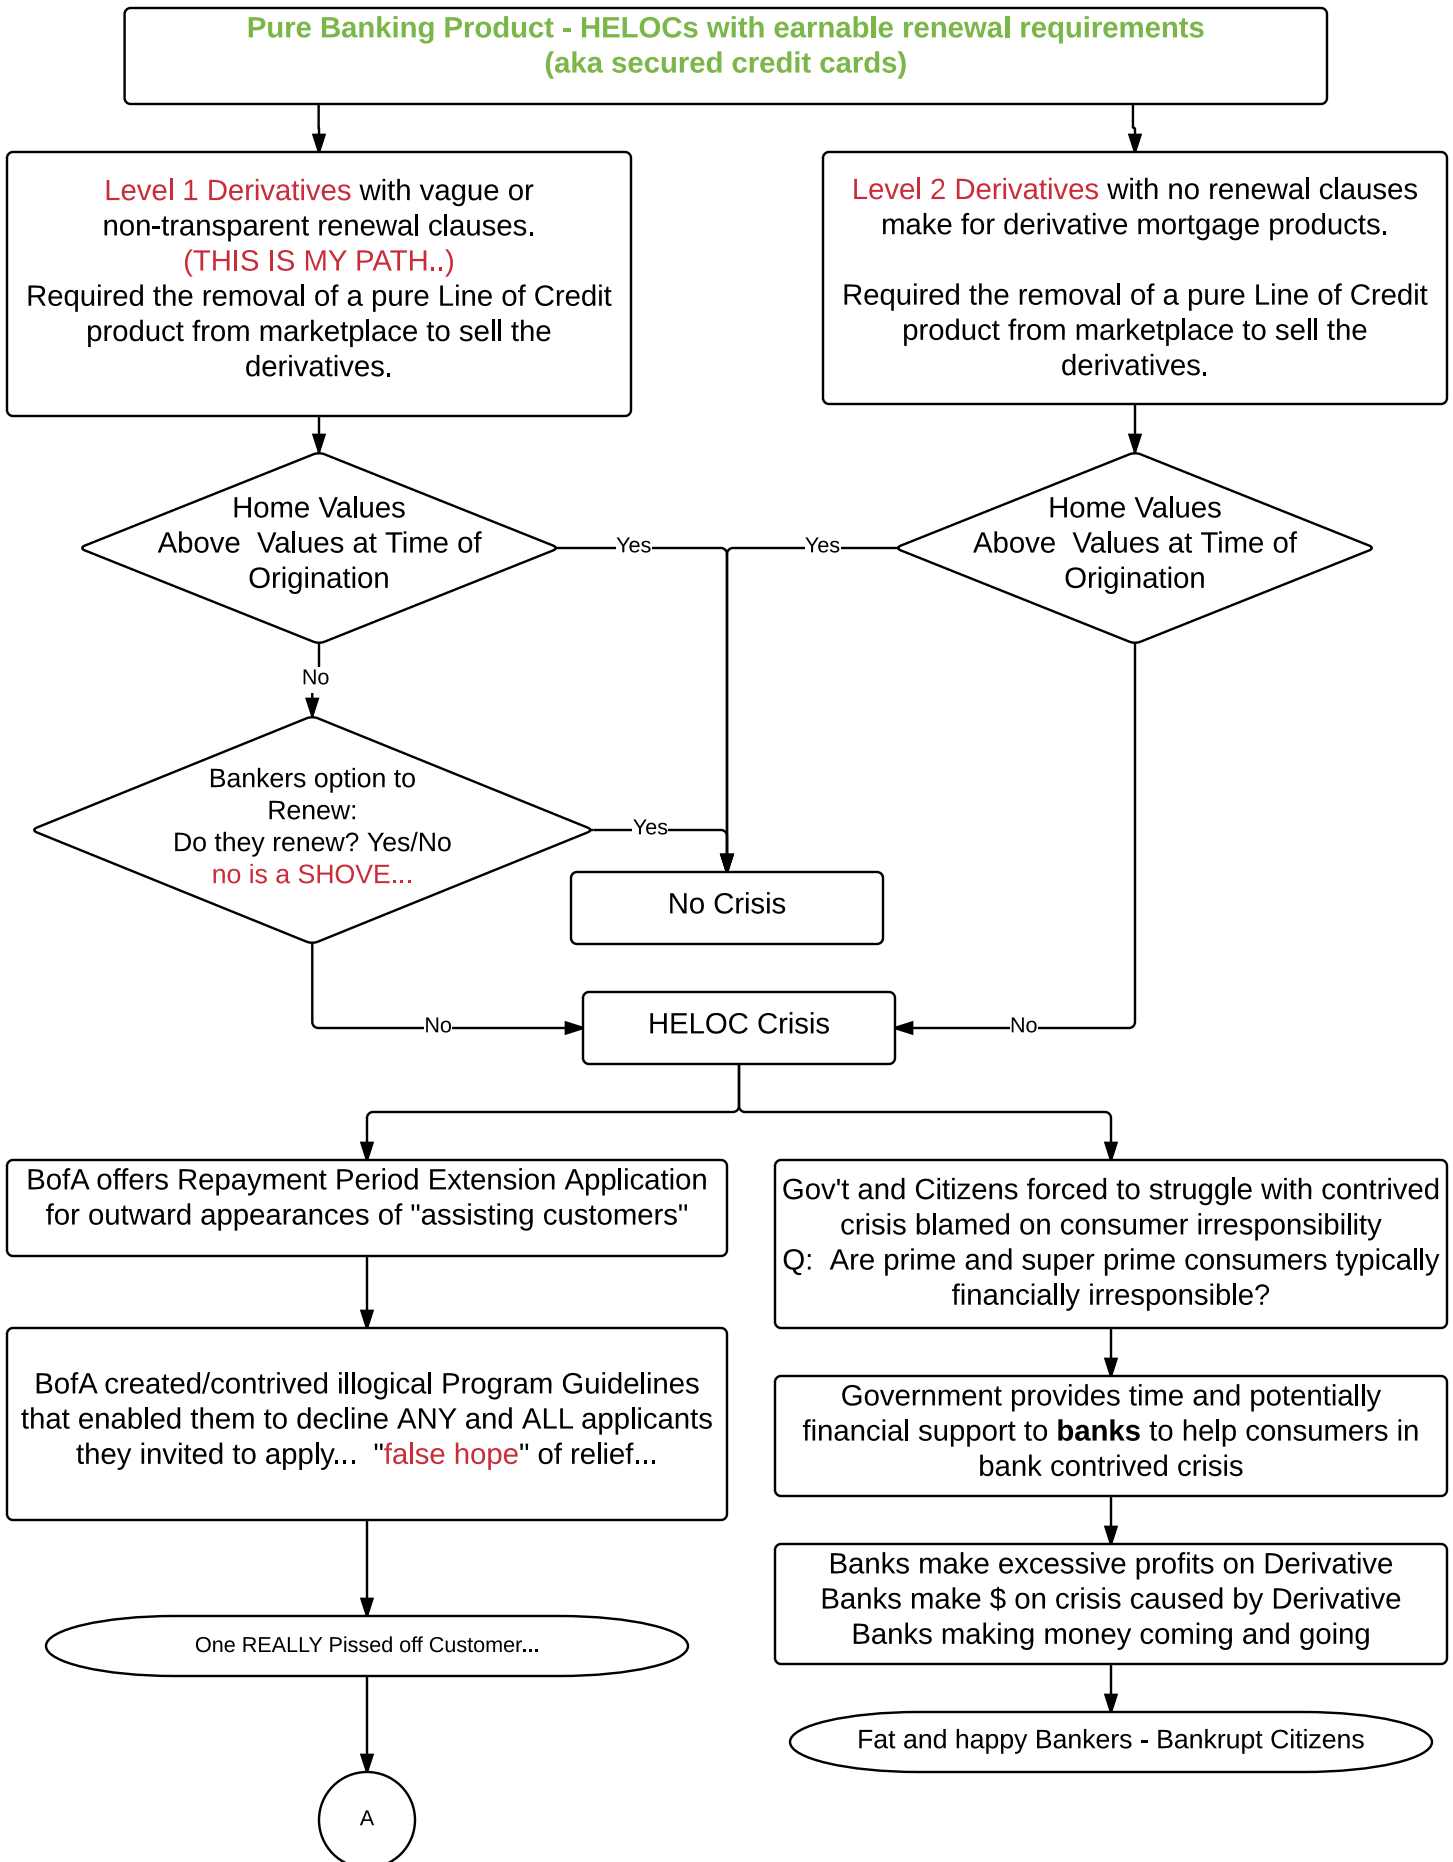 Pure Banking Product - HELOCs with earnable renewal requirements
(aka secured credit cards)
Level 1 Derivatives with vague or
non-transparent renewal clauses.
(THIS IS MY PATH..)
Required the removal of a pure Line of Credit
product from marketplace to sell the
derivatives.
Level 2 Derivatives with no renewal clauses
make for derivative mortgage products.
Required the removal of a pure Line of Credit
product from marketplace to sell the
derivatives.
Home Values
Above  Values at Time of
Origination
Yes
Yes
Home Values
Above  Values at Time of
Origination
No
Bankers option to
Renew:
Do they renew? Yes/No
no is a SHOVE...
Yes
No Crisis
No
HELOC Crisis
No
BofA offers Repayment Period Extension Application
for outward appearances of "assisting customers"
BofA created/contrived illogical Program Guidelines
that enabled them to decline ANY and ALL applicants
they invited to apply...  "false hope" of relief...
One REALLY Pissed off Customer...
A
Gov't and Citizens forced to struggle with contrived
crisis blamed on consumer irresponsibility
Q:  Are prime and super prime consumers typically
financially irresponsible?
Government provides time and potentially
financial support to banks to help consumers in
bank contrived crisis
Banks make excessive profits on Derivative
Banks make $ on crisis caused by Derivative
Banks making money coming and going
Fat and happy Bankers - Bankrupt Citizens